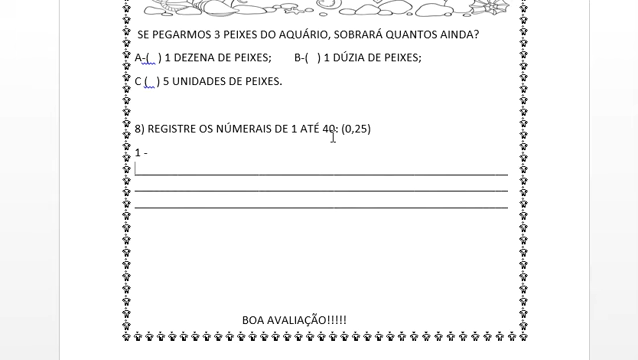 SE PEGARMOS 3 PEIXES DO AQUÁRIO, SOBRARÁ QUANTOS AINDA?
A-( ) 1 DEZENA DE PEIXES; B-( ) 1 DÚZIA DE PEIXES;
C ( ) 5 UNIDADES DE PEIXES.
8) REGISTRE OS NÚMERAIS DE 1 ATÉ 40: (0,25)
1 -
BOA AVALIAÇÃO!!!!!